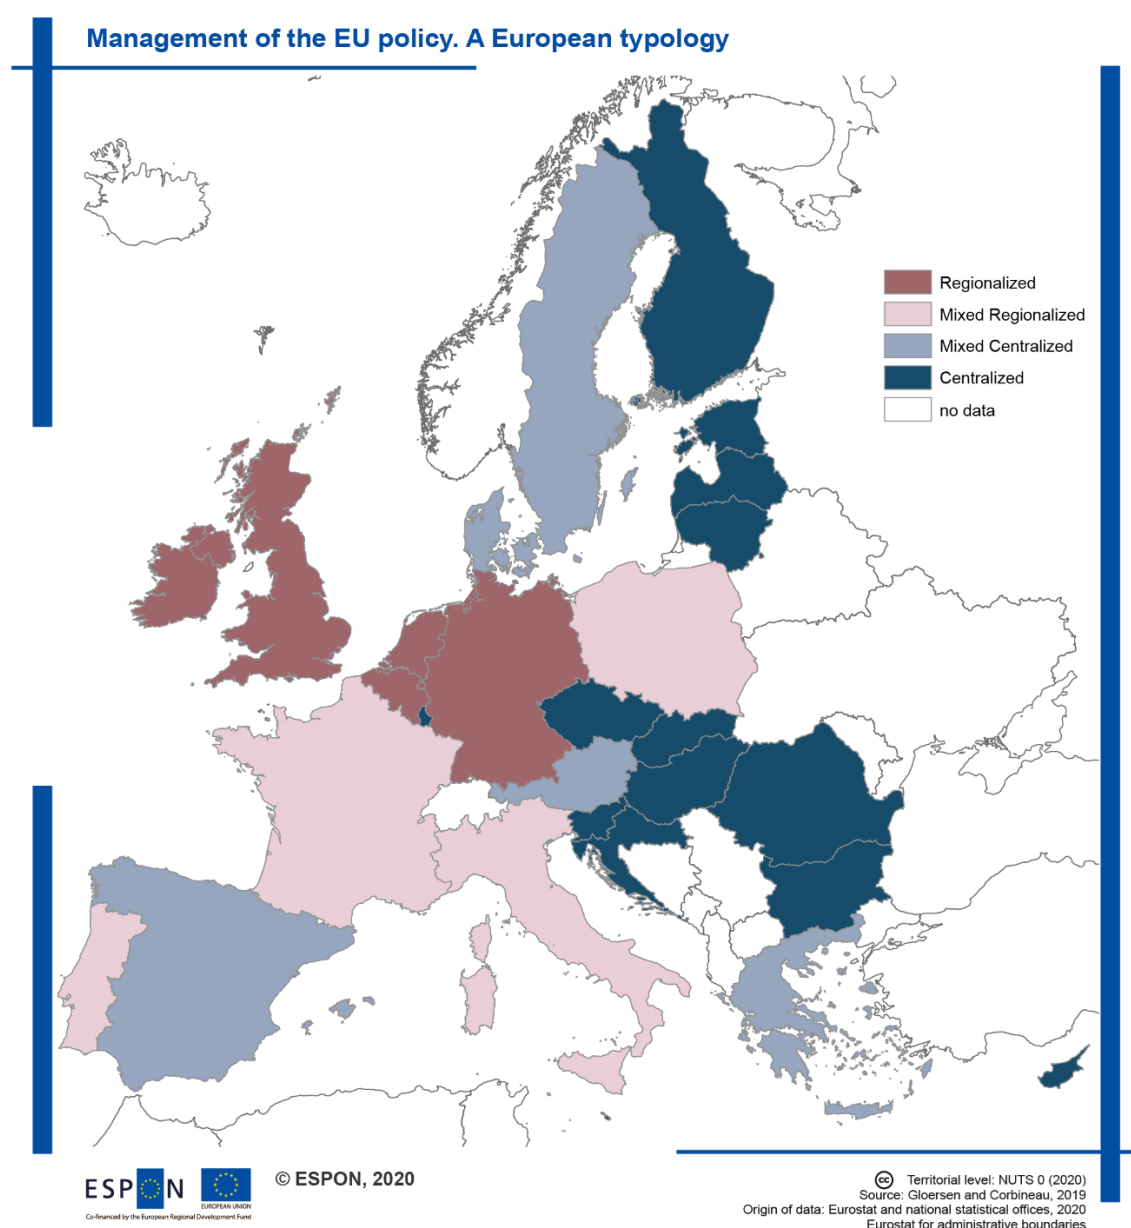 Management of the EU policy. A European typology
Regionalized
Mixed Regionalized
Mixed Centralized
Centralized
no data
ESPON
EUROPEAN UNION
Co-financed by the European Regional Development Fund
© ESPON, 2020
cc
Territorial level: NUTS 0 (2020)
Source: Gloersen and Corbineau, 2019
Origin of data: Eurostat and national statistical offices, 2020
Eurostat for administrative boundaries